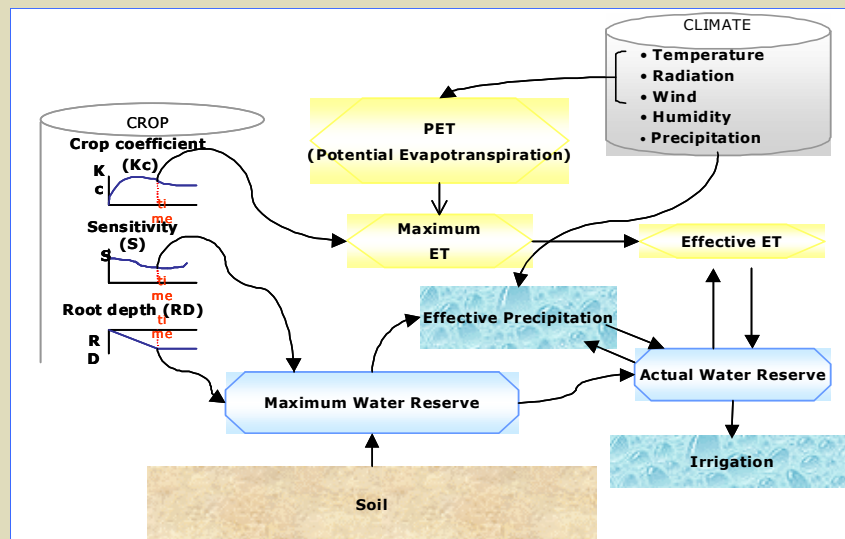 CLIMATE
• Temperature
• Radiation
• Wind
• Humidity
• Precipitation
CROP
Crop coefficient
(Kc)
K
c
ti
me
Sensitivity
(S)
S
ti
me
Root depth (RD)
ti
me
R
D
PET
(Potential Evapotranspiration)
Maximum
ET
Effective ET
Effective Precipitation
Maximum Water Reserve
Actual Water Reserve
Irrigation
Soil